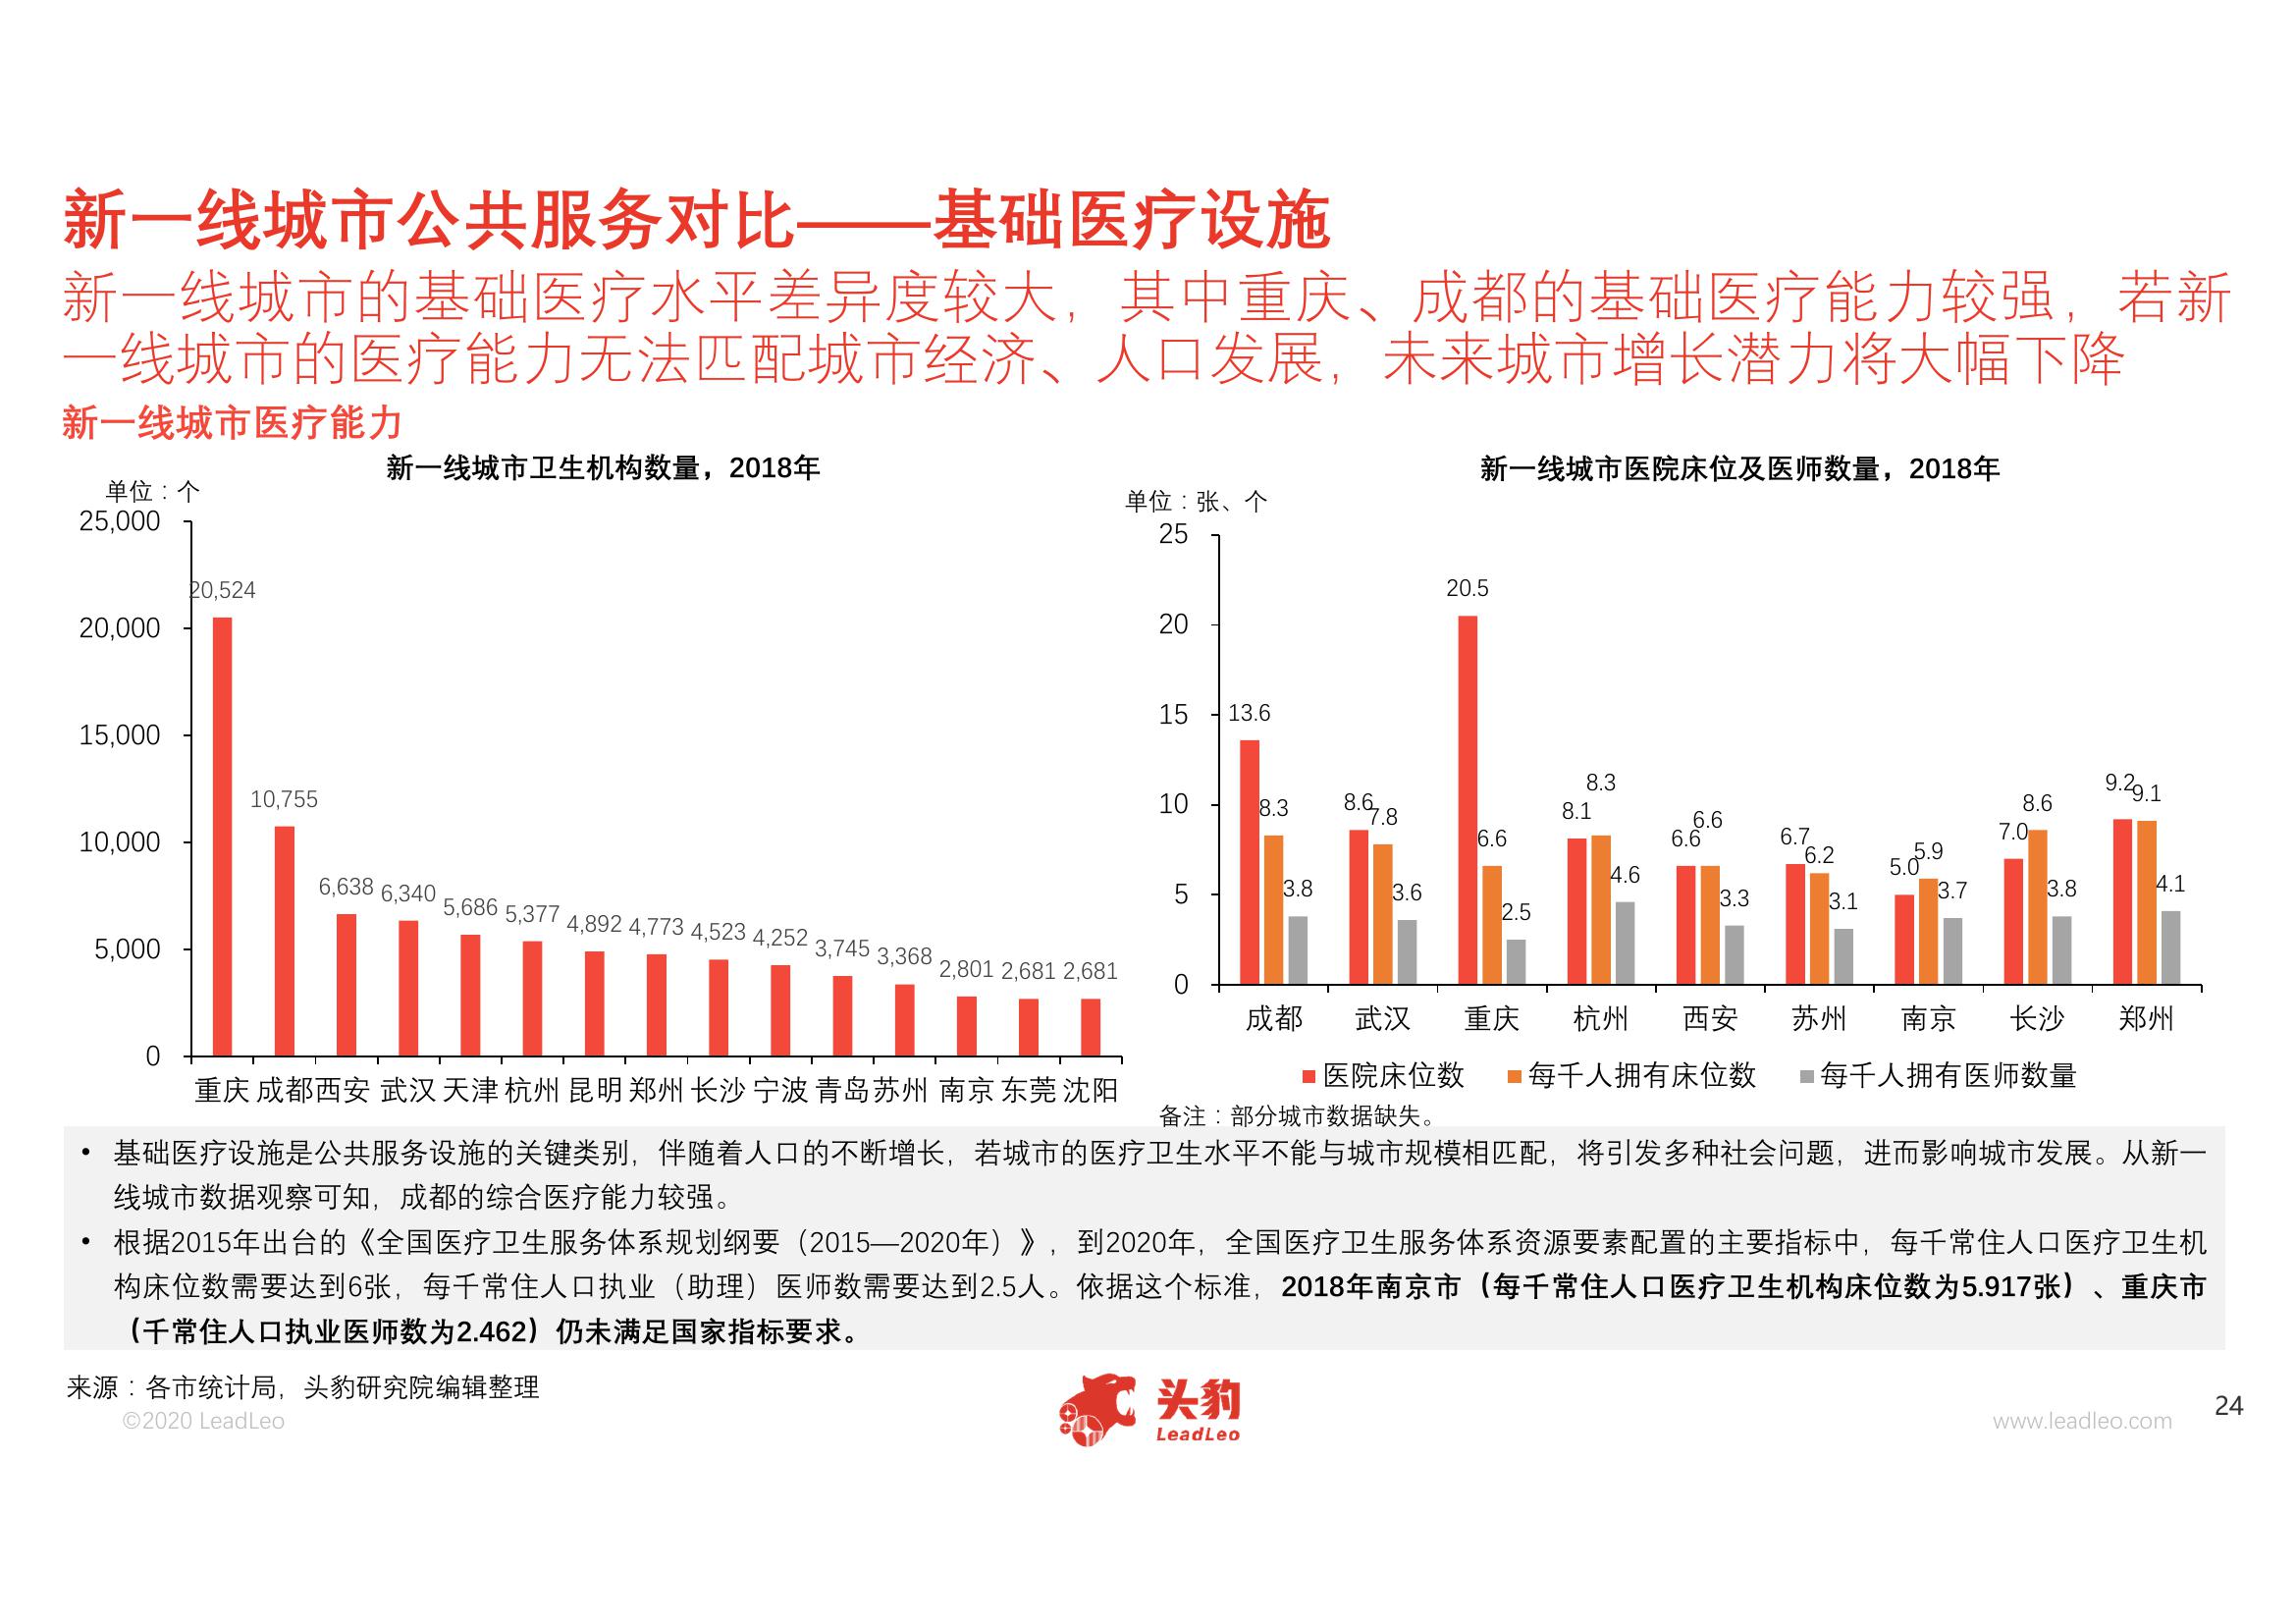 新一线城市公共服务对比——基础医疗设施
新一线城市的基础医疗水平差异度较大，其中重庆、成都的基础医疗能力较强，若新
一线城市的医疗能力无法匹配城市经济、人口发展，未来城市增长潜力将大幅下降
新一线城市医疗能力
新一线城市卫生机构数量，2018年
单位：个
25,000
20,000
15,000
10,000
5,000
0
20,524
10,755
6,638
6,340
5,686
5,377
4,892
4,773
4,523
4,252
3,745
3,368
2,801
2,681
2,681
重庆 成都 西安 武汉 天津 杭州 昆明 郑州 长沙 宁波 青岛 苏州 南京 东莞 沈阳
新一线城市医院床位及医师数量，2018年
单位：张、个
25
20
15
10
5
0
13.6
8.3
3.8
8.6
7.8
3.6
20.5
6.6
2.5
8.1
8.3
4.6
6.6
6.6
3.3
6.7
6.2
3.1
5.0
5.9
3.7
7.0
8.6
3.8
9.2
9.1
4.1
成都 武汉 重庆 杭州 西安 苏州 南京 长沙 郑州
医院床位数 每千人拥有床位数 每千人拥有医师数量
备注：部分城市数据缺失。
• 基础医疗设施是公共服务设施的关键类别，伴随着人口的不断增长，若城市的医疗卫生水平不能与城市规模相匹配，将引发多种社会问题，进而影响城市发展。从新一
线城市数据观察可知，成都的综合医疗能力较强。
• 根据2015年出台的《全国医疗卫生服务体系规划纲要（2015—2020年）》，到2020年，全国医疗卫生服务体系资源要素配置的主要指标中，每千常住人口医疗卫生机
构床位数需要达到6张，每千常住人口执业（助理）医师数需要达到2.5人。依据这个标准，2018年南京市（每千常住人口医疗卫生机构床位数为5.917张）、重庆市
（千常住人口执业医师数为2.462）仍未满足国家指标要求。
来源：各市统计局，头豹研究院编辑整理
©2020 LeadLeo
头豹
LeadLeo
www.leadleo.com
24